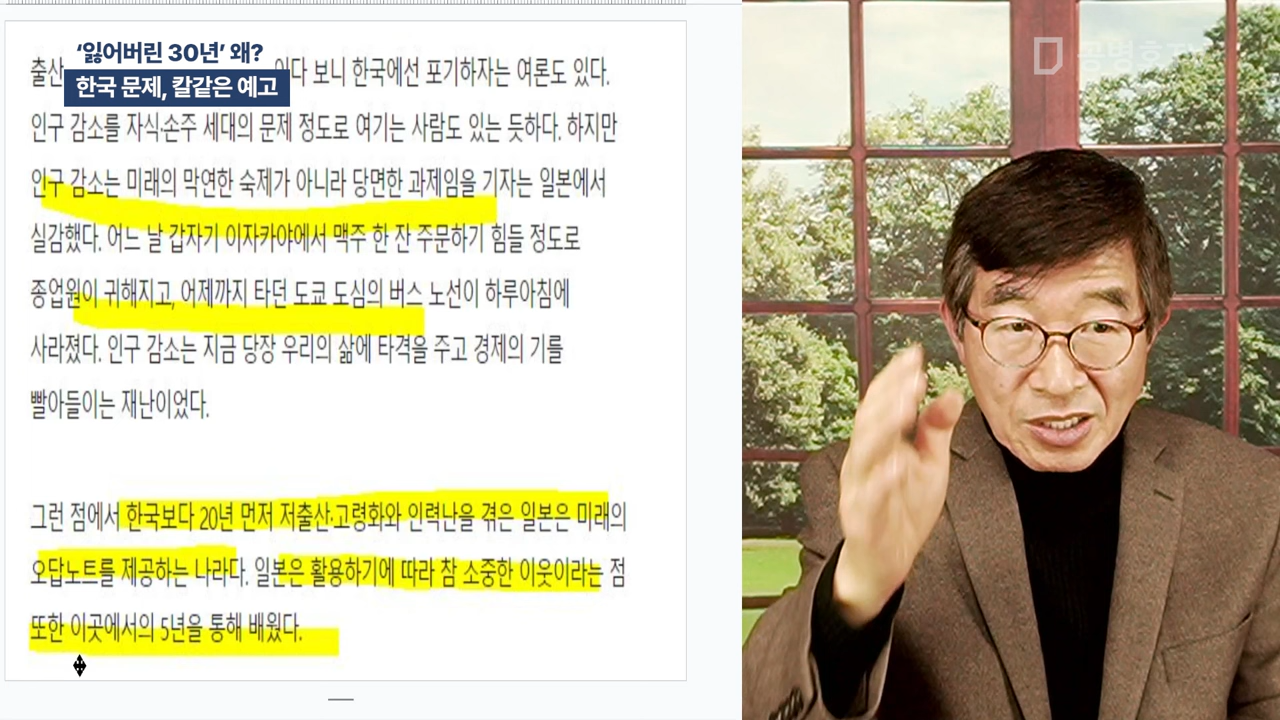 ‘잃어버린 30년’ 왜?
한국 문제, 칼같은 예고
출산 보니 한국에선 포기하자는 여론도 있다.
인구 감소를 자식·손주 세대의 문제 정도로 여기는 사람도 있는 듯하다. 하지만
인구 감소는 미래의 막연한 숙제가 아니라 당면한 과제임을 기자는 일본에서
실감했다. 어느 날 갑자기 이자카야에서 맥주 한 잔 주문하기 힘들 정도로
종업원이 귀해지고, 어제까지 타던 도쿄 도심의 버스 노선이 하루아침에
사라졌다. 인구 감소는 지금 당장 우리의 삶에 타격을 주고 경제의 기를
빨아들이는 재난이었다.
그런 점에서 한국보다 20년 먼저 저출산·고령화와 인력난을 겪은 일본은 미래의
오답노트를 제공하는 나라다. 일본은 활용하기에 따라 참 소중한 이웃이라는 점
또한 이곳에서의 5년을 통해 배웠다.